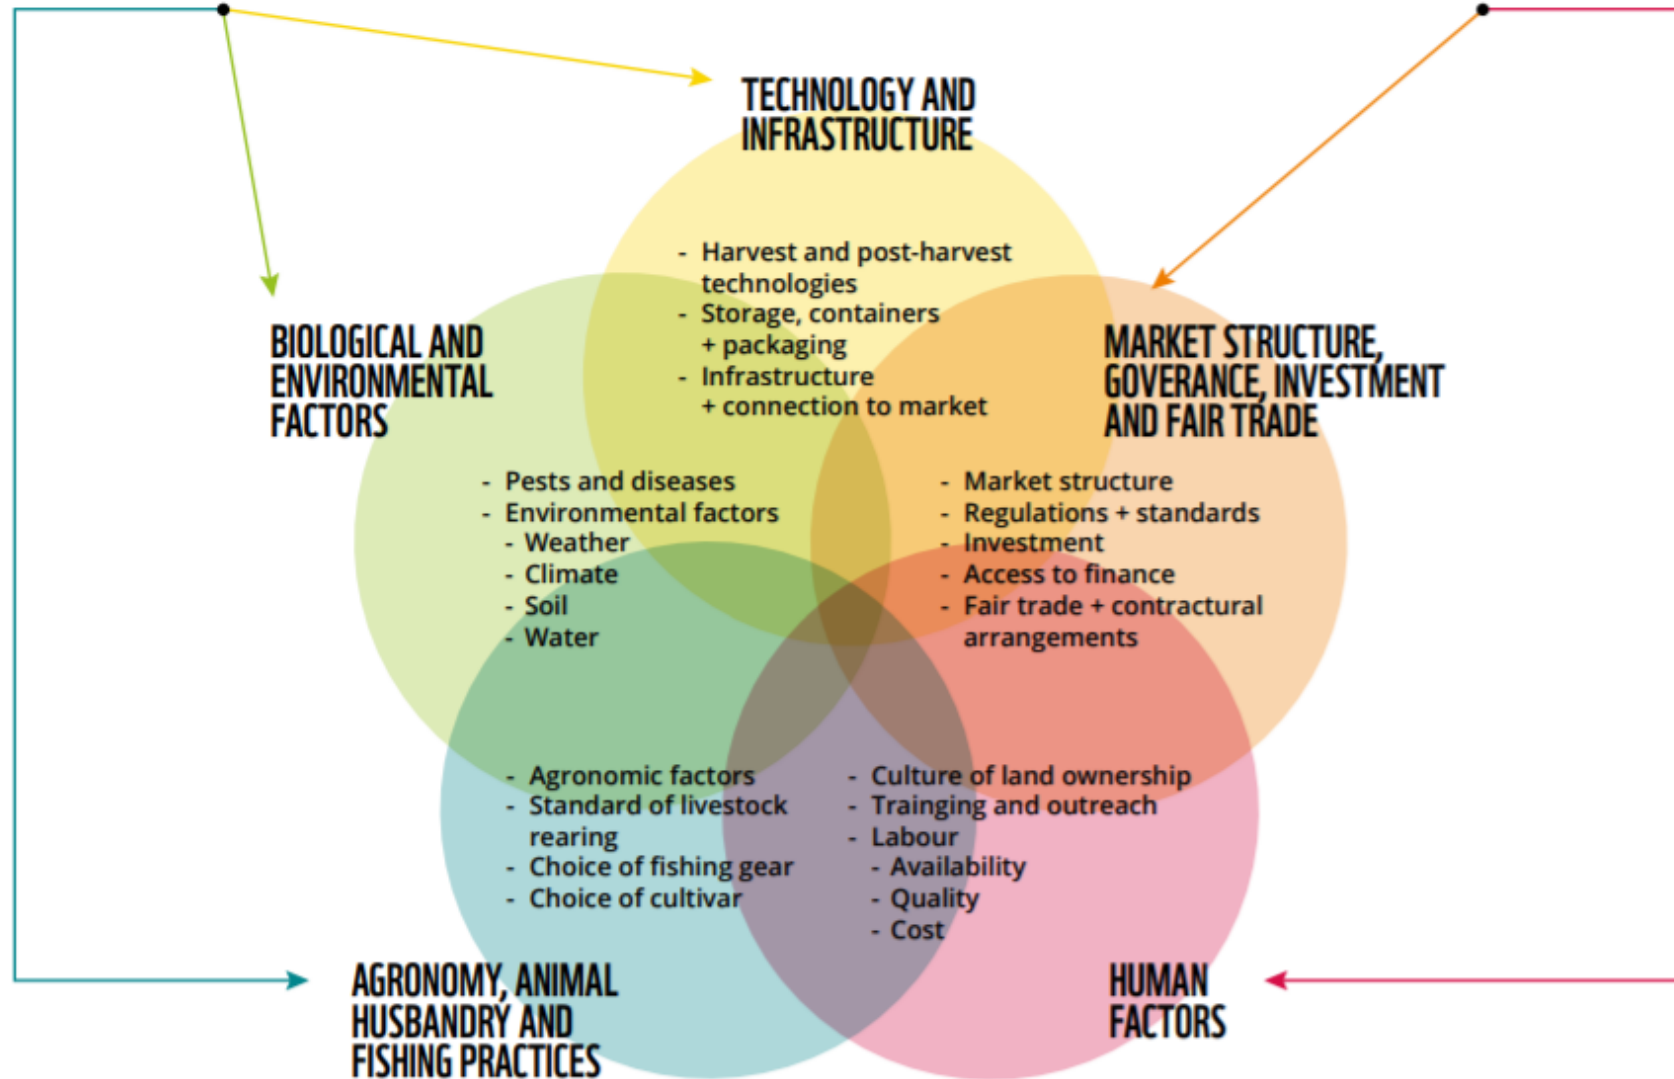 TECHNOLOGY AND
INFRASTRUCTURE
- Harvest and post-harvest
technologies
- Storage, containers
+ packaging
- Infrastructure
+ connection to market
BIOLOGICAL AND
ENVIRONMENTAL
FACTORS
- Pests and diseases
- Environmental factors
- Weather
- Climate
- Soil
- Water
MARKET STRUCTURE,
GOVERANCE, INVESTMENT
AND FAIR TRADE
- Market structure
- Regulations + standards
- Investment
- Access to finance
- Fair trade + contractural
arrangements
- Agronomic factors
- Standard of livestock
rearing
- Choice of fishing gear
- Choice of cultivar
AGRONOMY, ANIMAL
HUSBANDRY AND
FISHING PRACTICES
- Culture of land ownership
- Trainging and outreach
- Labour
- Availability
- Quality
- Cost
HUMAN
FACTORS